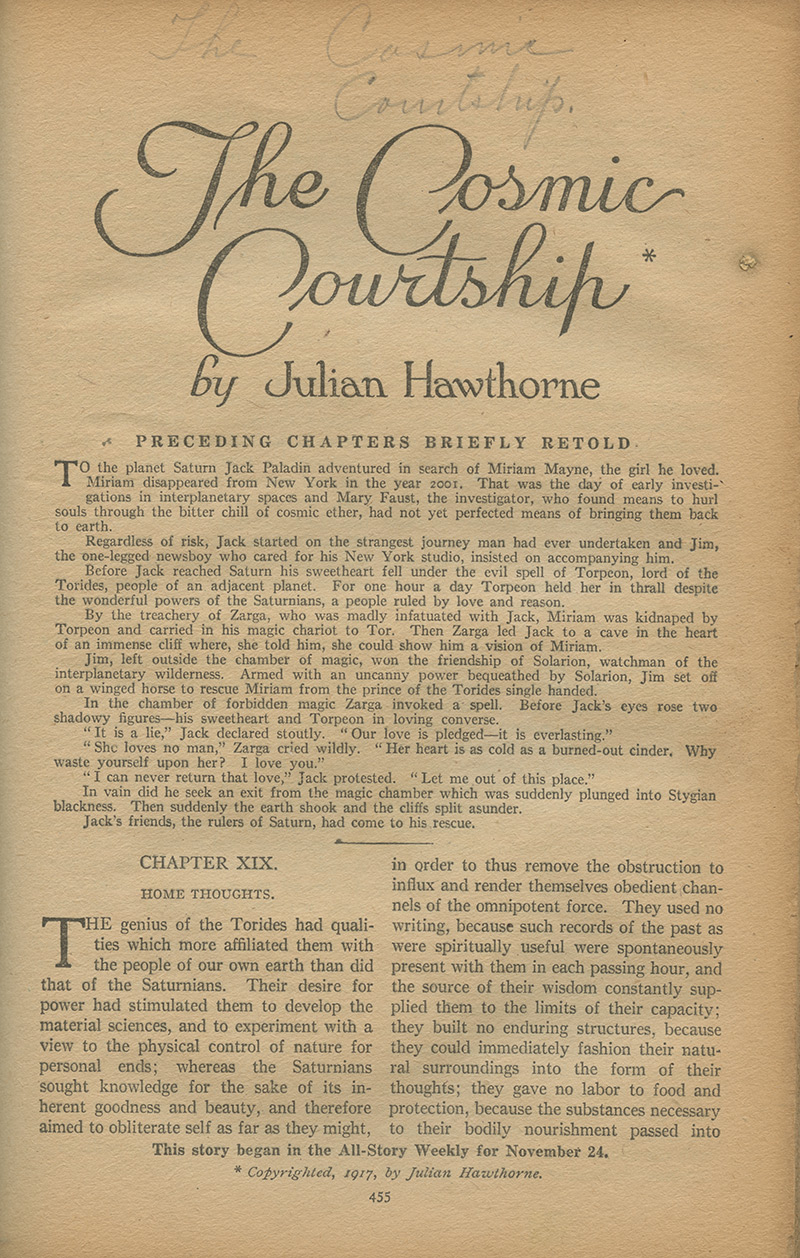 The Cosmic
Courtship.
The Cosmic
Courtship*
by Julian Hawthorne
PRECEDING CHAPTERS BRIEFLY RETOLD
TO the planet Saturn Jack Paladin adventured in search of Miriam Mayne, the girl he loved.
Miriam disappeared from New York in the year 2001. That was the day of early investi-
gations in interplanetary spaces and Mary Faust, the investigator, who found means to hurl
souls through the bitter chill of cosmic ether, had not yet perfected means of bringing them back
to earth.
Regardless of risk, Jack started on the strangest journey man had ever undertaken and Jim,
the one-legged newsboy who cared for his New York studio, insisted on accompanying him.
Before Jack reached Saturn his sweetheart fell under the evil spell of Torpeon, lord of the
Torides, people of an adjacent planet. For one hour a day Torpeon held her in thrall despite
the wonderful powers of the Saturnians, a people ruled by love and reason.
By the treachery of Zarga, who was madly infatuated with Jack, Miriam was kidnaped by
Torpeon and carried in his magic chariot to Tor. Then Zarga led Jack to a cave in the heart
of an immense cliff where, she told him, she could show him a vision of Miriam.
Jim, left outside the chamber of magic, won the friendship of Solarion, watchman of the
interplanetary wilderness. Armed with an uncanny power bequeathed by Solarion, Jim set off
on a winged horse to rescue Miriam from the prince of the Torides single handed.
In the chamber of forbidden magic Zarga invoked a spell. Before Jack's eyes rose two
shadowy figures—his sweetheart and Torpeon in loving converse.
"It is a lie," Jack declared stoutly. "Our love is pledged—it is everlasting."
"She loves no man," Zarga cried wildly. "Her heart is as cold as a burned-out cinder. Why
waste yourself upon her? I love you."
"I can never return that love," Jack protested. "Let me out of this place."
In vain did he seek an exit from the magic chamber which was suddenly plunged into Stygian
blackness. Then suddenly the earth shook and the cliffs split asunder.
Jack's friends, the rulers of Saturn, had come to his rescue.
CHAPTER XIX.
HOME THOUGHTS.
THE genius of the Torides had quali-
ties which more affiliated them with
the people of our own earth than did
that of the Saturnians. Their desire for
power had stimulated them to develop the
material sciences, and to experiment with a
view to the physical control of nature for
personal ends; whereas the Saturnians
sought knowledge for the sake of its in-
herent goodness and beauty, and therefore
aimed to obliterate self as far as they might,
in order to thus remove the obstruction to
influx and render themselves obedient chan-
nels of the omnipotent force. They used no
writing, because such records of the past as
were spiritually useful were spontaneously
present with them in each passing hour, and
the source of their wisdom constantly sup-
plied them to the limits of their capacity;
they built no enduring structures, because
they could immediately fashion their natu-
ral surroundings into the form of their
thoughts; they gave no labor to food and
protection, because the substances necessary
to their bodily nourishment passed into
This story began in the All-Story Weekly for November 24.
* Copyrighted, 1917, by Julian Hawthorne.
455